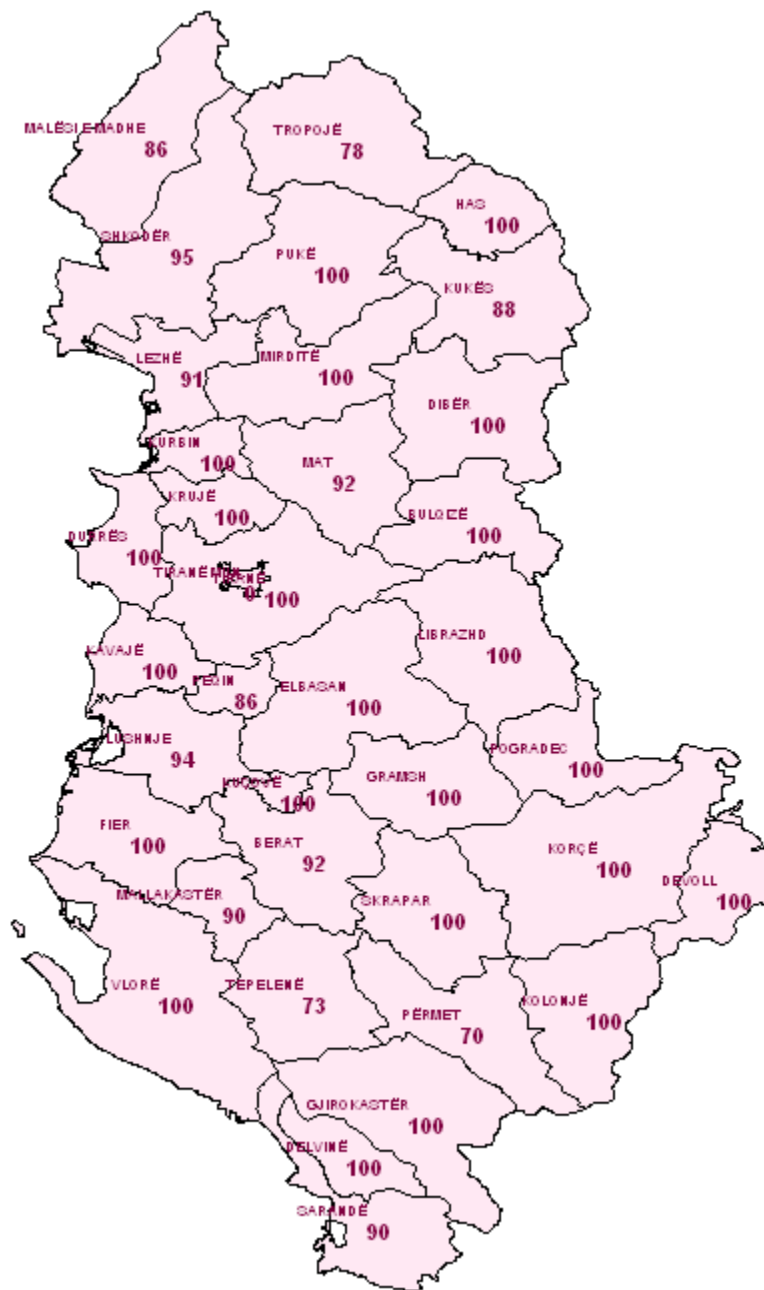 MALËSI E MADHE
86
TROPOJË
78
HAS
100
SHKODËR
95
PUKË
100
KUKËS
88
LEZHË
91
MIRDITË
100
DIBËR
100
KURBIN
100
MAT
92
KRUJË
100
BULQIZË
100
DURRËS
100
0
100
LIBRAZHD
100
KAVAJË
100
PEQIN
86
ELBASAN
100
LUSHNJE
94
POGRADEC
100
KUÇOVË
100
GRAMSH
100
FIER
100
BERAT
92
KORÇË
100
DEVOLL
100
MALLAKASTËR
90
SKRAPAR
100
VLORË
100
TEPELENË
73
PËRMET
70
KOLONJË
100
GJIROKASTËR
100
DELVINË
100
SARANDË
90